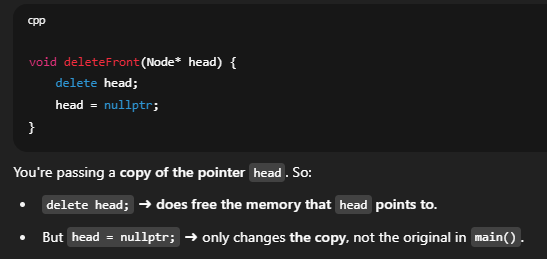 cpp
void deleteFront(Node* head) {
    delete head;
    head = nullptr;
}
You're passing a copy of the pointer head. So:
• delete head; ➔ does free the memory that head points to.
• But head = nullptr; ➔ only changes the copy, not the original in main().